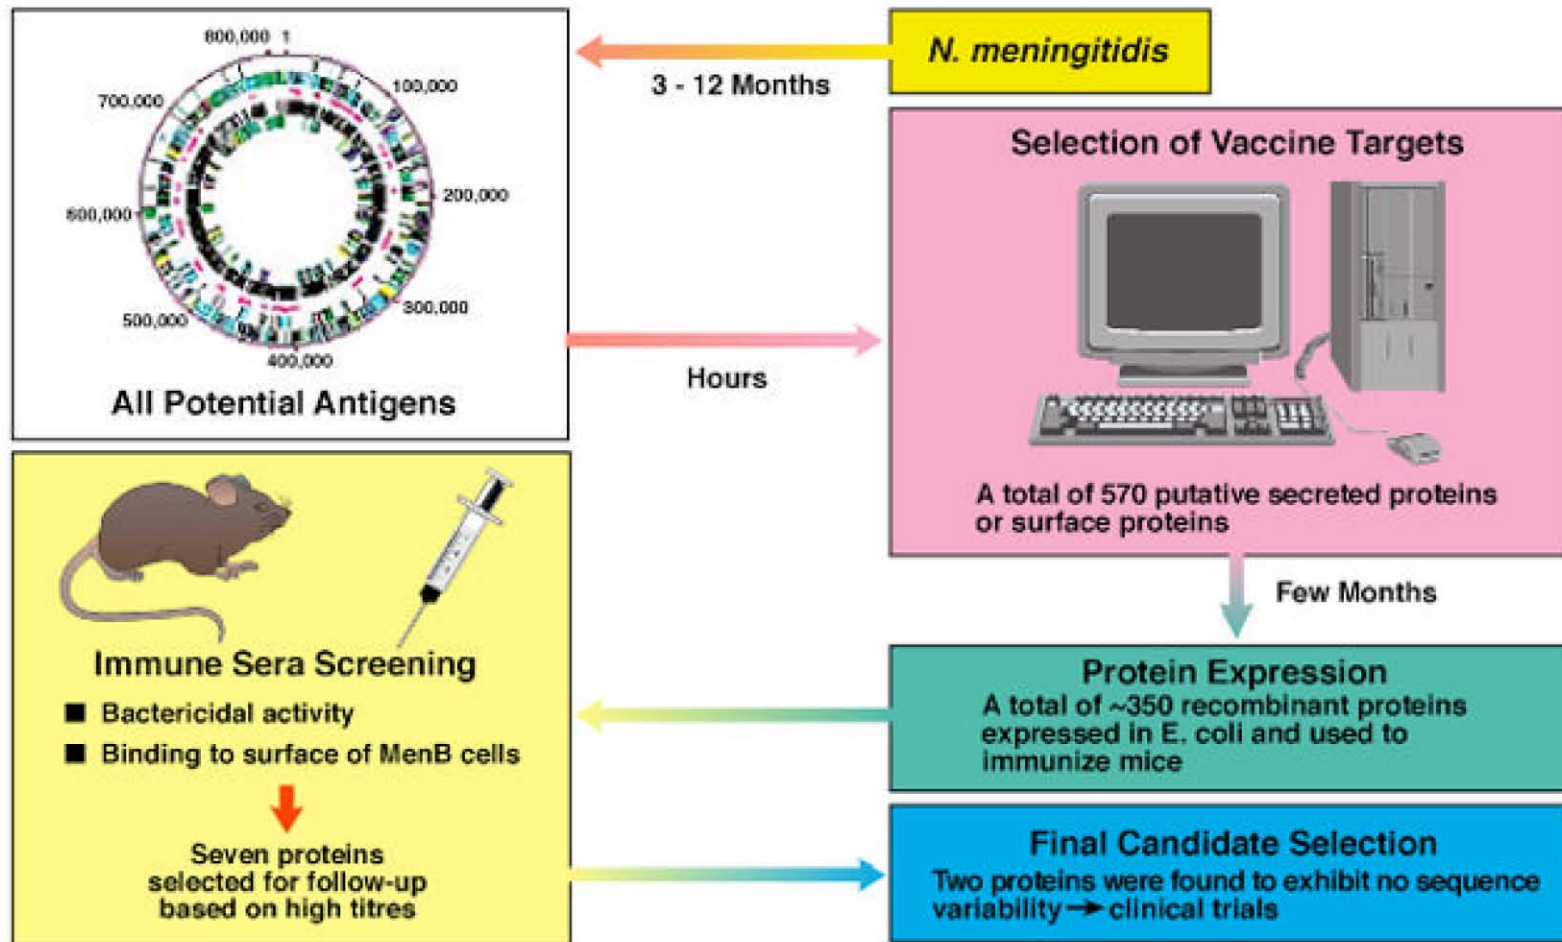 N. meningitidis
3 - 12 Months
800,000 1
100,000
200,000
300,000
400,000
500,000
600,000
700,000
All Potential Antigens
Hours
Selection of Vaccine Targets
A total of 570 putative secreted proteins
or surface proteins
Few Months
Protein Expression
A total of ~350 recombinant proteins
expressed in E. coli and used to
immunize mice
Immune Sera Screening
■ Bactericidal activity
■ Binding to surface of MenB cells
Seven proteins
selected for follow-up
based on high titres
Final Candidate Selection
Two proteins were found to exhibit no sequence
variability → clinical trials